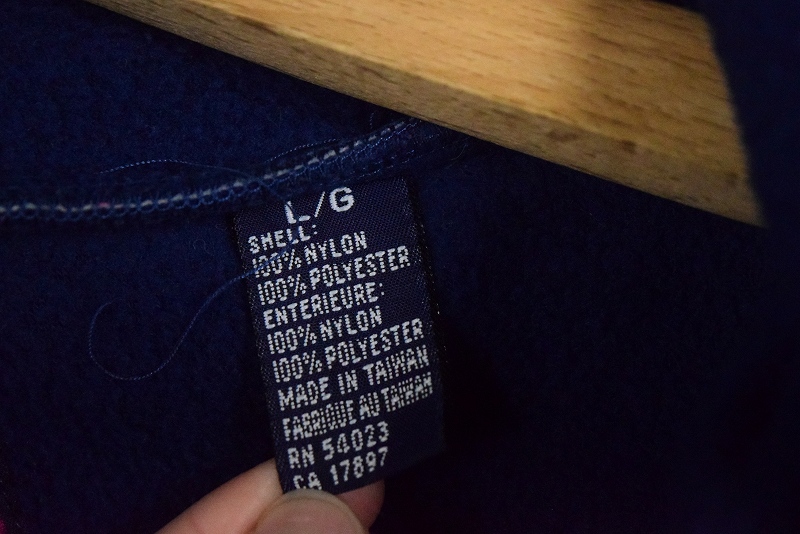 L/G
SHELL:
100% NYLON
100% POLYESTER
ENTERIEURE:
100% NYLON
100% POLYESTER
MADE IN TAIWAN
FABRIQUE AU TAIWAN
RN 54023
CA 17897